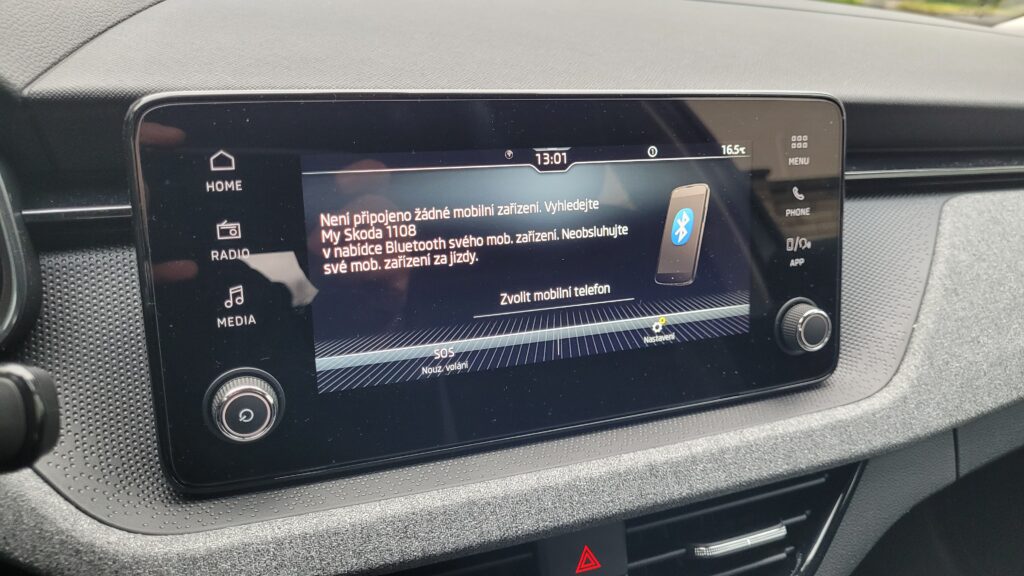 HOME
RADIO
MEDIA
13:01
16.5°C
Není připojeno žádné mobilní zařízení. Vyhledejte
My Skoda 1108
v nabídce Bluetooth svého mob. zařízení. Neobsluhujte
své mob. zařízení za jízdy.
Zvolit mobilní telefon
SOS
Nouz. volání
Nastavení
MENU
PHONE
APP